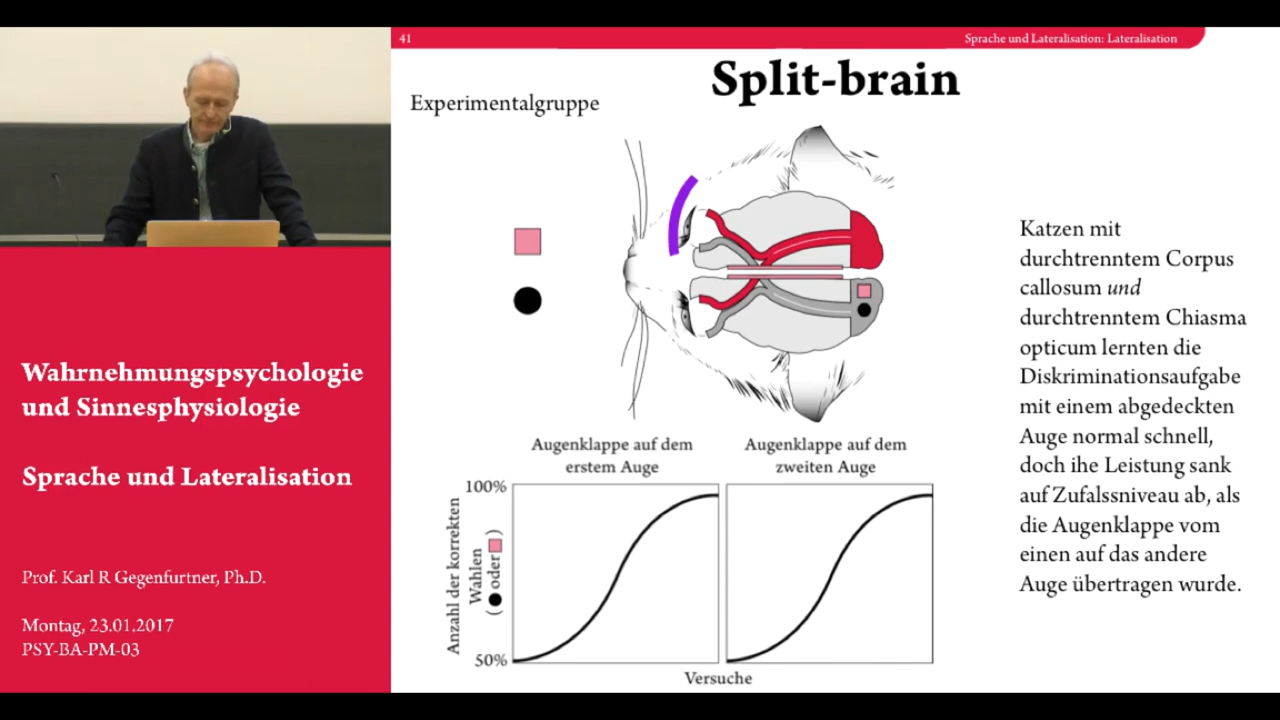 41
Sprache und Lateralisation: Lateralisation
Split-brain
Experimentalgruppe
Katzen mit
durchtrenntem Corpus
callosum und
durchtrenntem Chiasma
opticum lernten die
Diskriminationsaufgabe
mit einem abgedeckten
Auge normal schnell,
doch ihe Leistung sank
auf Zufalssniveau ab, als
die Augenklappe vom
einen auf das andere
Auge übertragen wurde.
Augenklappe auf dem
erstem Auge
Augenklappe auf dem
zweiten Auge
100%
50%
Anzahl der korrekten
Wahlen
( oder )
Versuche
Wahrnehmungspsychologie
und Sinnesphysiologie
Sprache und Lateralisation
Prof. Karl R Gegenfurtner, Ph.D.
Montag, 23.01.2017
PSY-BA-PM-03